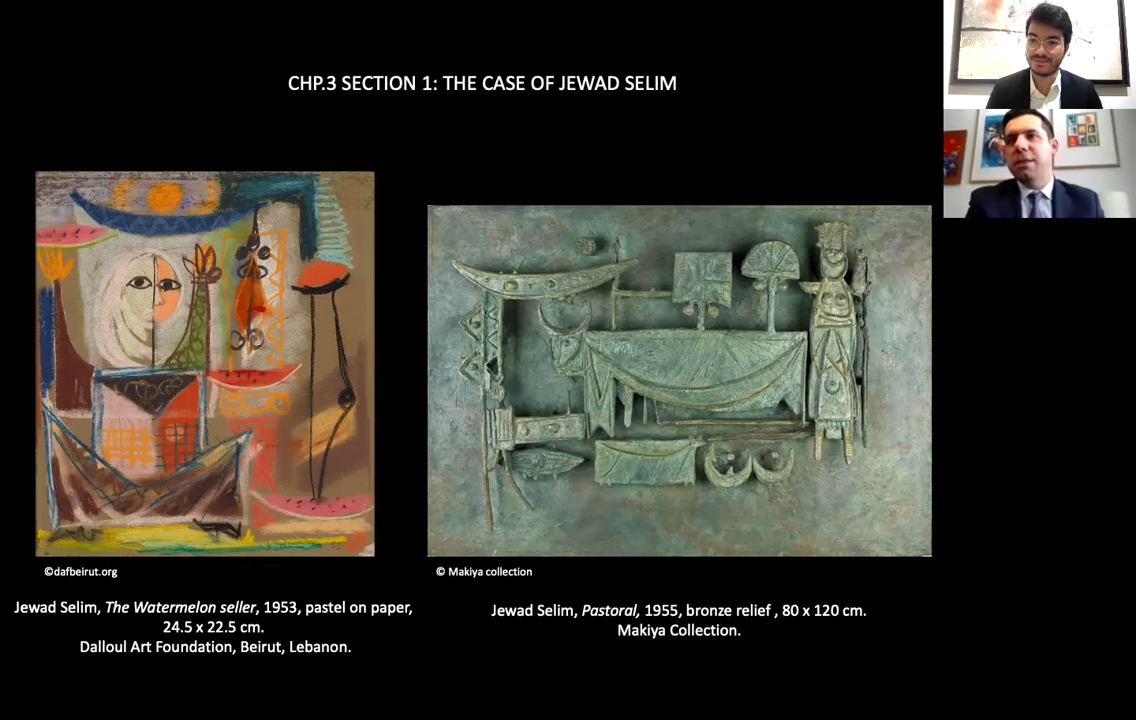 CHP.3 SECTION 1: THE CASE OF JEWAD SELIM
©dafbeirut.org
Jewad Selim, The Watermelon seller, 1953, pastel on paper,
24.5 x 22.5 cm.
Dalloul Art Foundation, Beirut, Lebanon.
© Makiya collection
Jewad Selim, Pastoral, 1955, bronze relief , 80 x 120 cm.
Makiya Collection.